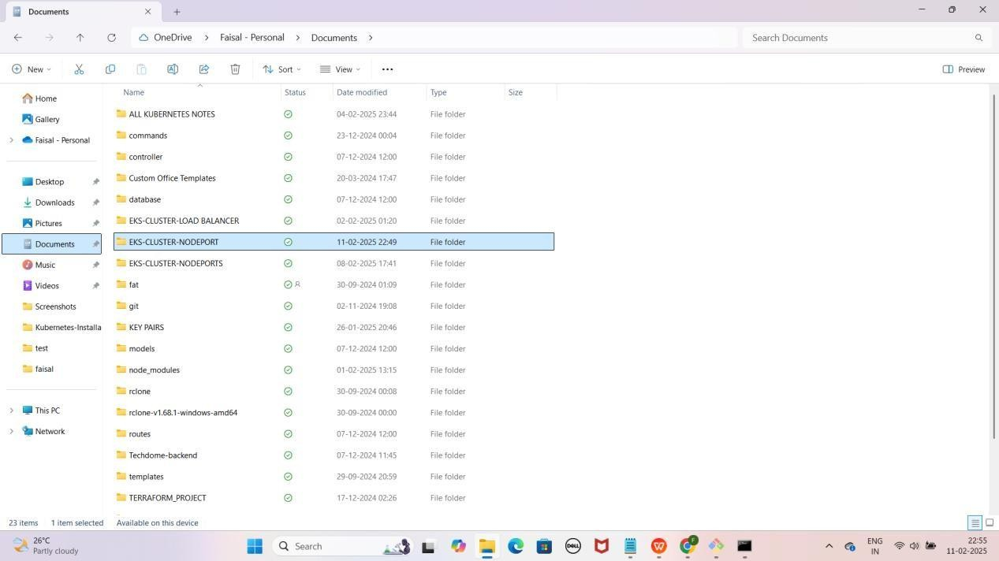 Documents
OneDrive > Faisal - Personal > Documents >
Search Documents
New
Sort
View
Preview
Name Status Date modified Type Size
Home
Gallery
Faisal - Personal
Desktop
Downloads
Pictures
Documents
Music
Videos
Screenshots
Kubernetes-Installa
test
faisal
This PC
Network
ALL KUBERNETES NOTES 04-02-2025 23:44 File folder
commands 23-12-2024 00:04 File folder
controller 07-12-2024 12:00 File folder
Custom Office Templates 20-03-2024 17:47 File folder
database 07-12-2024 12:00 File folder
EKS-CLUSTER-LOAD BALANCER 02-02-2025 01:20 File folder
EKS-CLUSTER-NODEPORT 11-02-2025 22:49 File folder
EKS-CLUSTER-NODEPORTS 08-02-2025 17:41 File folder
fat 30-09-2024 01:09 File folder
git 02-11-2024 19:08 File folder
KEY PAIRS 26-01-2025 20:46 File folder
models 07-12-2024 12:00 File folder
node_modules 01-02-2025 13:15 File folder
rclone 30-09-2024 00:08 File folder
rclone-v1.68.1-windows-amd64 30-09-2024 00:00 File folder
routes 07-12-2024 12:00 File folder
Techdome-backend 07-12-2024 11:45 File folder
templates 29-09-2024 20:59 File folder
TERRAFORM_PROJECT 17-12-2024 02:26 File folder
23 items 1 item selected Available on this device
26°C
Partly cloudy
Search
DELL
F
ENG
IN
22:55
11-02-2025